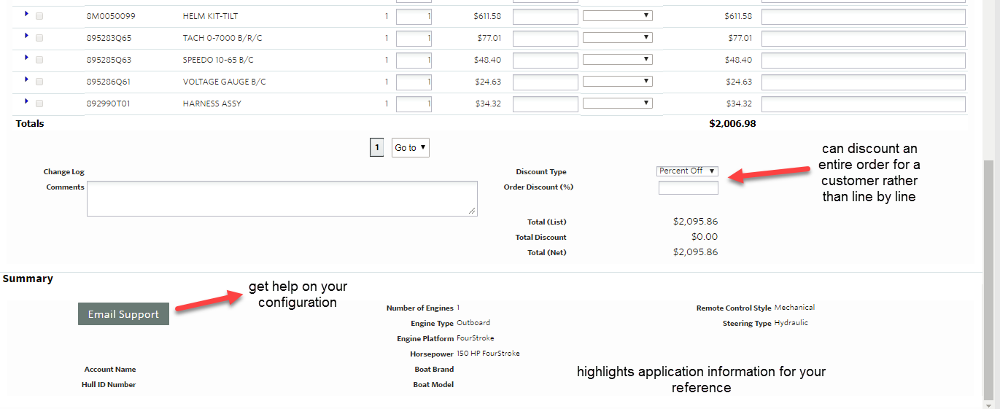 8M0050099 HELM KIT-TILT 1 1 $611.58 $611.58
895283Q65 TACH 0-7000 B/R/C 1 1 $77.01 $77.01
895285Q63 SPEEDO 10-65 B/C 1 1 $48.40 $48.40
895286Q61 VOLTAGE GAUGE B/C 1 1 $24.63 $24.63
892990T01 HARNESS ASSY 1 1 $34.32 $34.32
Totals $2,006.98
1 Go to
can discount an
entire order for a
customer rather
than line by line
Change Log
Comments
Discount Type Percent Off
Order Discount (%)
Total (List) $2,095.86
Total Discount $0.00
Total (Net) $2,095.86
Summary
Email Support
get help on your
configuration
Number of Engines 1
Engine Type Outboard
Engine Platform FourStroke
Horsepower 150 HP FourStroke
Remote Control Style Mechanical
Steering Type Hydraulic
Account Name
Hull ID Number
Boat Brand
Boat Model
highlights application information for your
reference